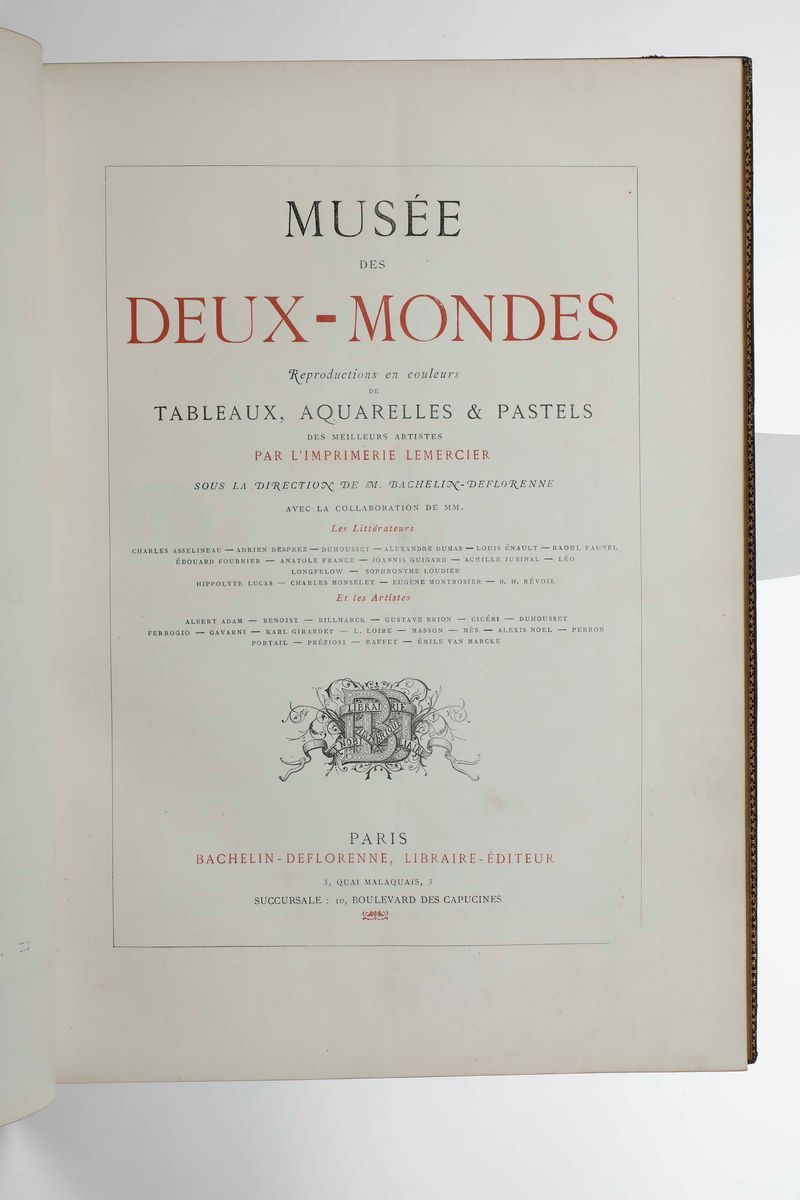 MUSÉE
DES
DEUX-MONDES
Reproductions en couleurs
DE
TABLEAUX, AQUARELLES & PASTELS
DES MEILLEURS ARTISTES
PAR L'IMPRIMERIE LEMERCIER
SOUS LA DIRECTION DE M. BACHELIN-DEFLORENNE
AVEC LA COLLABORATION DE MM.
Les Littérateurs
CHARLES ASSELINEAU — ADRIEN DESPREZ — DUHOUSSET — ALEXANDRE DUMAS — LOUIS ÉNAULT — RAOUL FAUVEL
ÉDOUARD FOURNIER — ANATOLE FRANCE — JOANNIS GUIGARD — ACHILLE JUBINAL — LÉO
LONGFELOW — SOPHRONYME LOUDIER
HIPPOLYTE LUCAS — CHARLES MONSELET — EUGÈNE MONTROSIER — B. H. RÉVOIL
Et les Artistes
ALBERT ADAM — BENOIST — BILLMARCK — GUSTAVE BRION — CICÉRI — DUHOUSSET
FERROGIO — GAVARNI — KARL GIRARDET — L. LOIRE — MASSON — MÈS — ALEXIS NOEL — PERRON
PORTAIL — PRÉZIOSI — RAFFET — ÉMILE VAN MARCKE
LIBRAIRIE
PARIS
BACHELIN-DEFLORENNE, LIBRAIRE-ÉDITEUR
3, QUAI MALAQUAIS, 3
SUCCURSALE : 10, BOULEVARD DES CAPUCINES